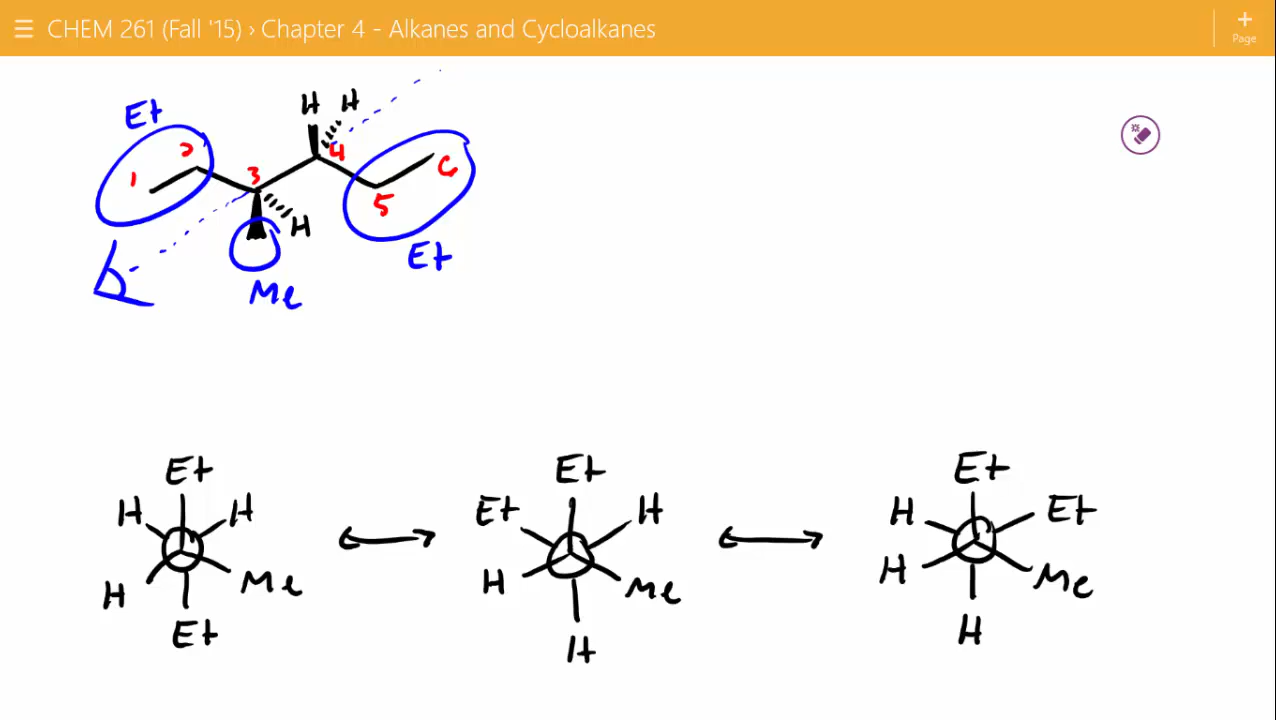 ☰ CHEM 261 (Fall '15) › Chapter 4 - Alkanes and Cycloalkanes
+ Page
H H
Et
2 4
1 3 6
5
H
Et
Me
Et Et Et
H H Et H H Et
H Me H Me H Me
Et H H